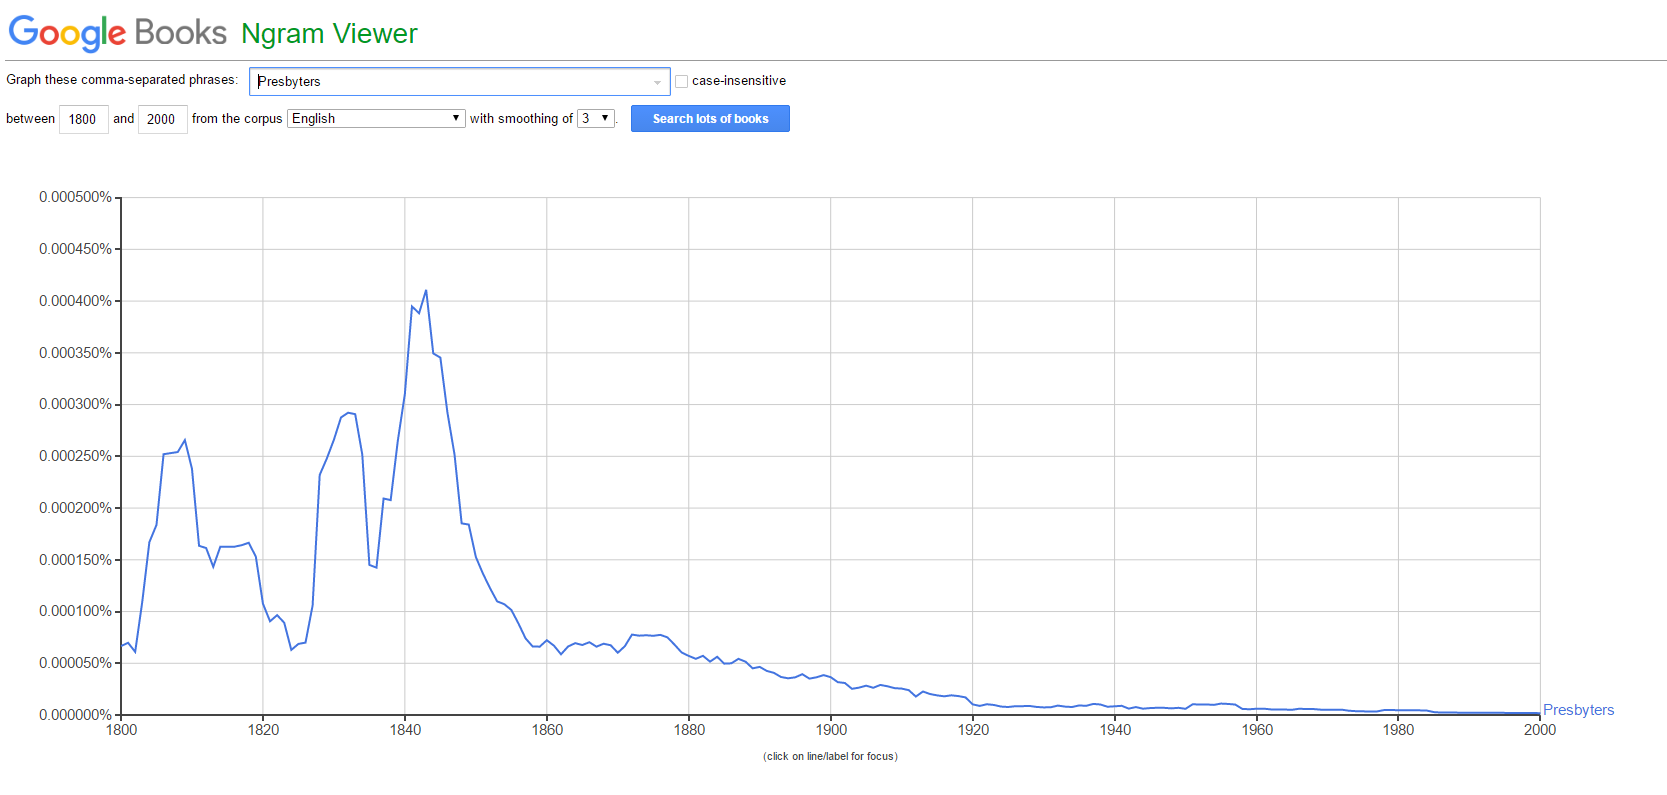 Google Books Ngram Viewer
Graph these comma-separated phrases: Presbyters case-insensitive
between 1800 and 2000 from the corpus English with smoothing of 3 . Search lots of books
0.000500%
0.000450%
0.000400%
0.000350%
0.000300%
0.000250%
0.000200%
0.000150%
0.000100%
0.000050%
0.000000%
Presbyters
1800 1820 1840 1860 1880 1900 1920 1940 1960 1980 2000
(click on line/label for focus)